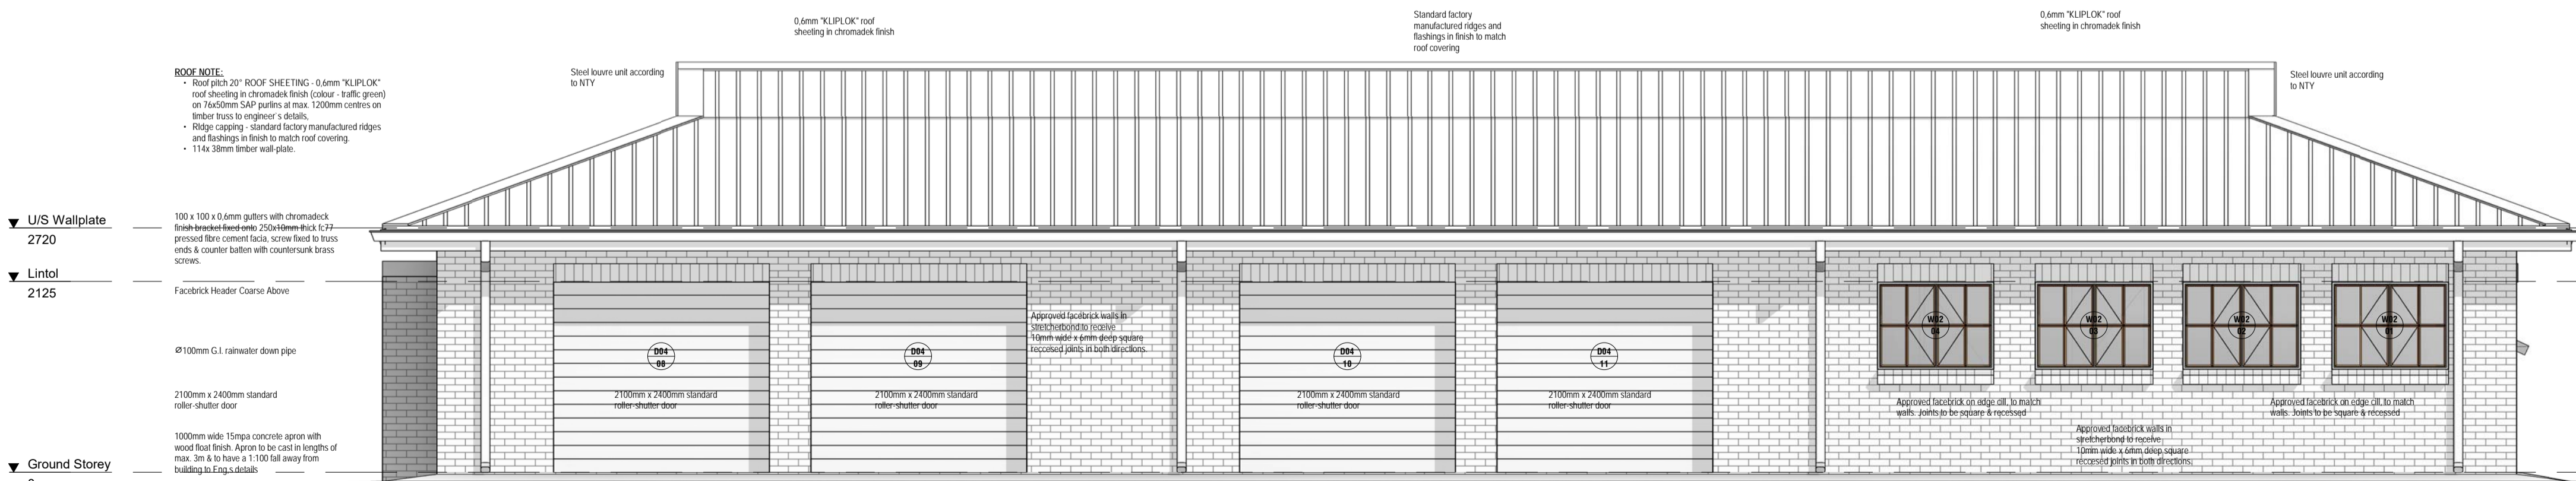 0,6mm "KLIPLOK" roof
sheeting in chromadek finish
Standard factory
manufactured ridges and
flashings in finish to match
roof covering
0,6mm "KLIPLOK" roof
sheeting in chromadek finish
ROOF NOTE:
• Roof pitch 20° ROOF SHEETING - 0,6mm "KLIPLOK"
roof sheeting in chromadek finish (colour - traffic green)
on 76x50mm SAP purlins at max. 1200mm centres on
timber truss to engineer`s details,
• Ridge capping - standard factory manufactured ridges
and flashings in finish to match roof covering.
• 114x 38mm timber wall-plate.
Steel louvre unit according
to NTY
Steel louvre unit according
to NTY
U/S Wallplate
2720
100 x 100 x 0,6mm gutters with chromadeck
finish bracket fixed onto 250x10mm thick fc77
pressed fibre cement facia, screw fixed to truss
ends & counter batten with countersunk brass
screws.
Lintol
2125
Facebrick Header Coarse Above
Ø100mm G.I. rainwater down pipe
2100mm x 2400mm standard
roller-shutter door
1000mm wide 15mpa concrete apron with
wood float finish. Apron to be cast in lengths of
max. 3m & to have a 1:100 fall away from
building to Eng,s details
Ground Storey
D04
08
2100mm x 2400mm standard
roller-shutter door
D04
09
2100mm x 2400mm standard
roller-shutter door
Approved facebrick walls in
stretcherbond to receive
10mm wide x 6mm deep square
reccesed joints in both directions.
D04
10
2100mm x 2400mm standard
roller-shutter door
D04
11
2100mm x 2400mm standard
roller-shutter door
W02
04
W02
03
W02
02
W02
01
Approved facebrick on edge cill, to match
walls. Joints to be square & recessed
Approved facebrick on edge cill, to match
walls. Joints to be square & recessed
Approved facebrick walls in
stretcherbond to receive
10mm wide x 6mm deep square
reccesed joints in both directions.